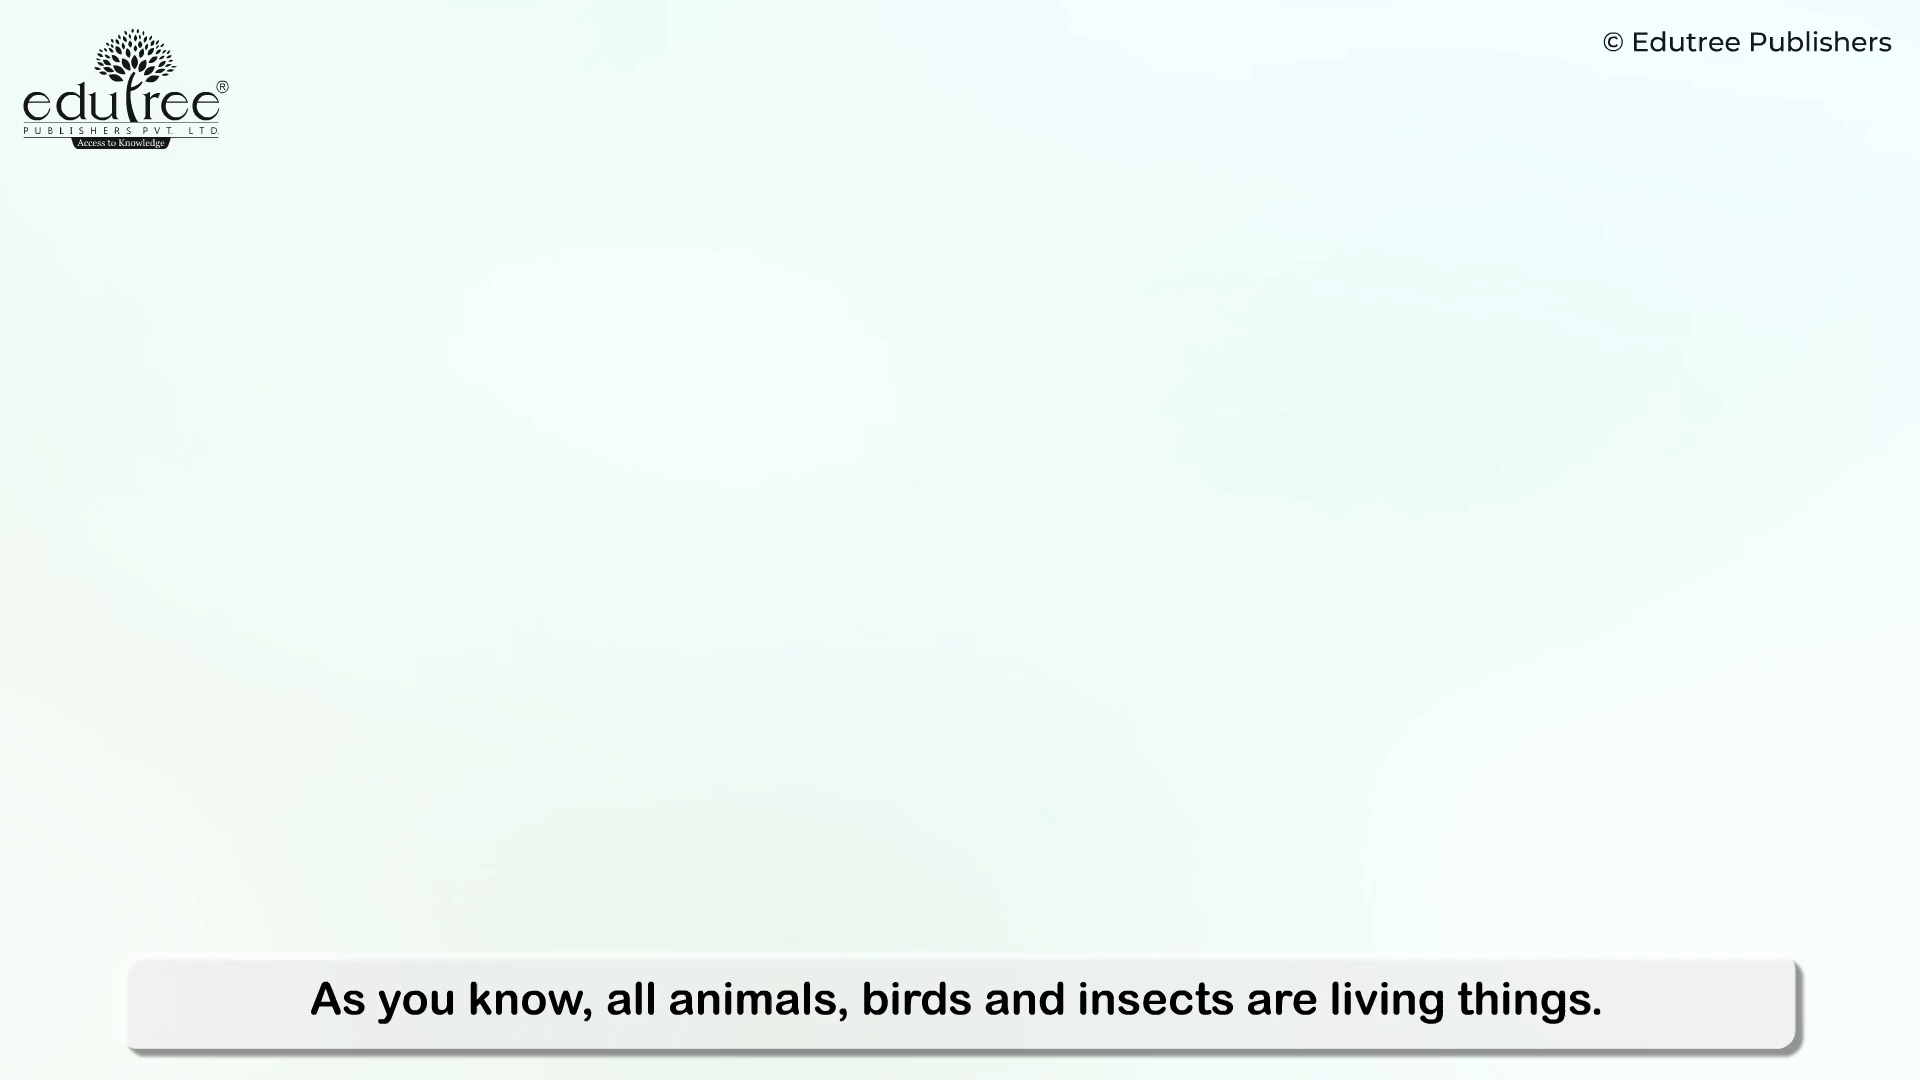 edutree®
PUBLISHERS PVT. LTD.
Access to Knowledge
© Edutree Publishers
As you know, all animals, birds and insects are living things.